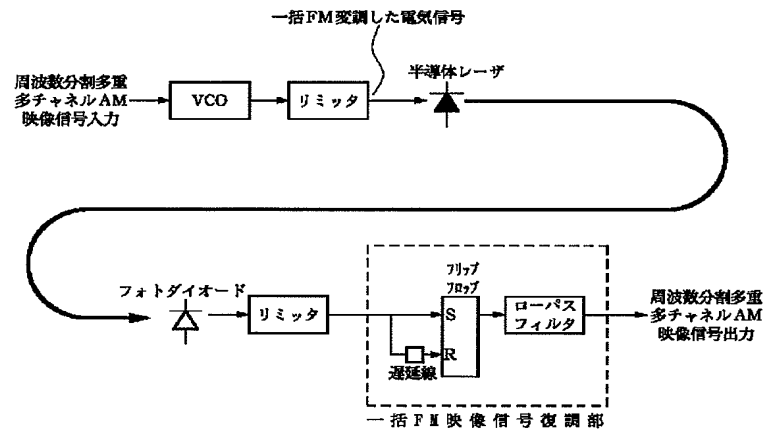 一括FM変調した電気信号
周波数分割多重
多チャネルAM
映像信号入力
VCO
リミッタ
半導体レーザ
フォトダイオード
リミッタ
フリップ
フロップ
S
R
遅延線
ローパス
フィルタ
周波数分割多重
多チャネルAM
映像信号出力
一括FM映像信号復調部